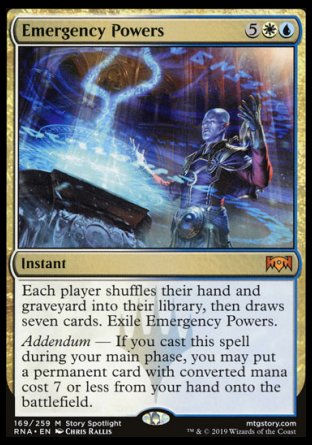 Emergency Powers 5
Instant
Each player shuffles their hand and
graveyard into their library, then draws
seven cards. Exile Emergency Powers.
Addendum — If you cast this spell
during your main phase, you may put
a permanent card with converted mana
cost 7 or less from your hand onto the
battlefield.
169/259 M Story Spotlight mtgstory.com
RNA • EN Chris Rallis ™ & © 2019 Wizards of the Coast